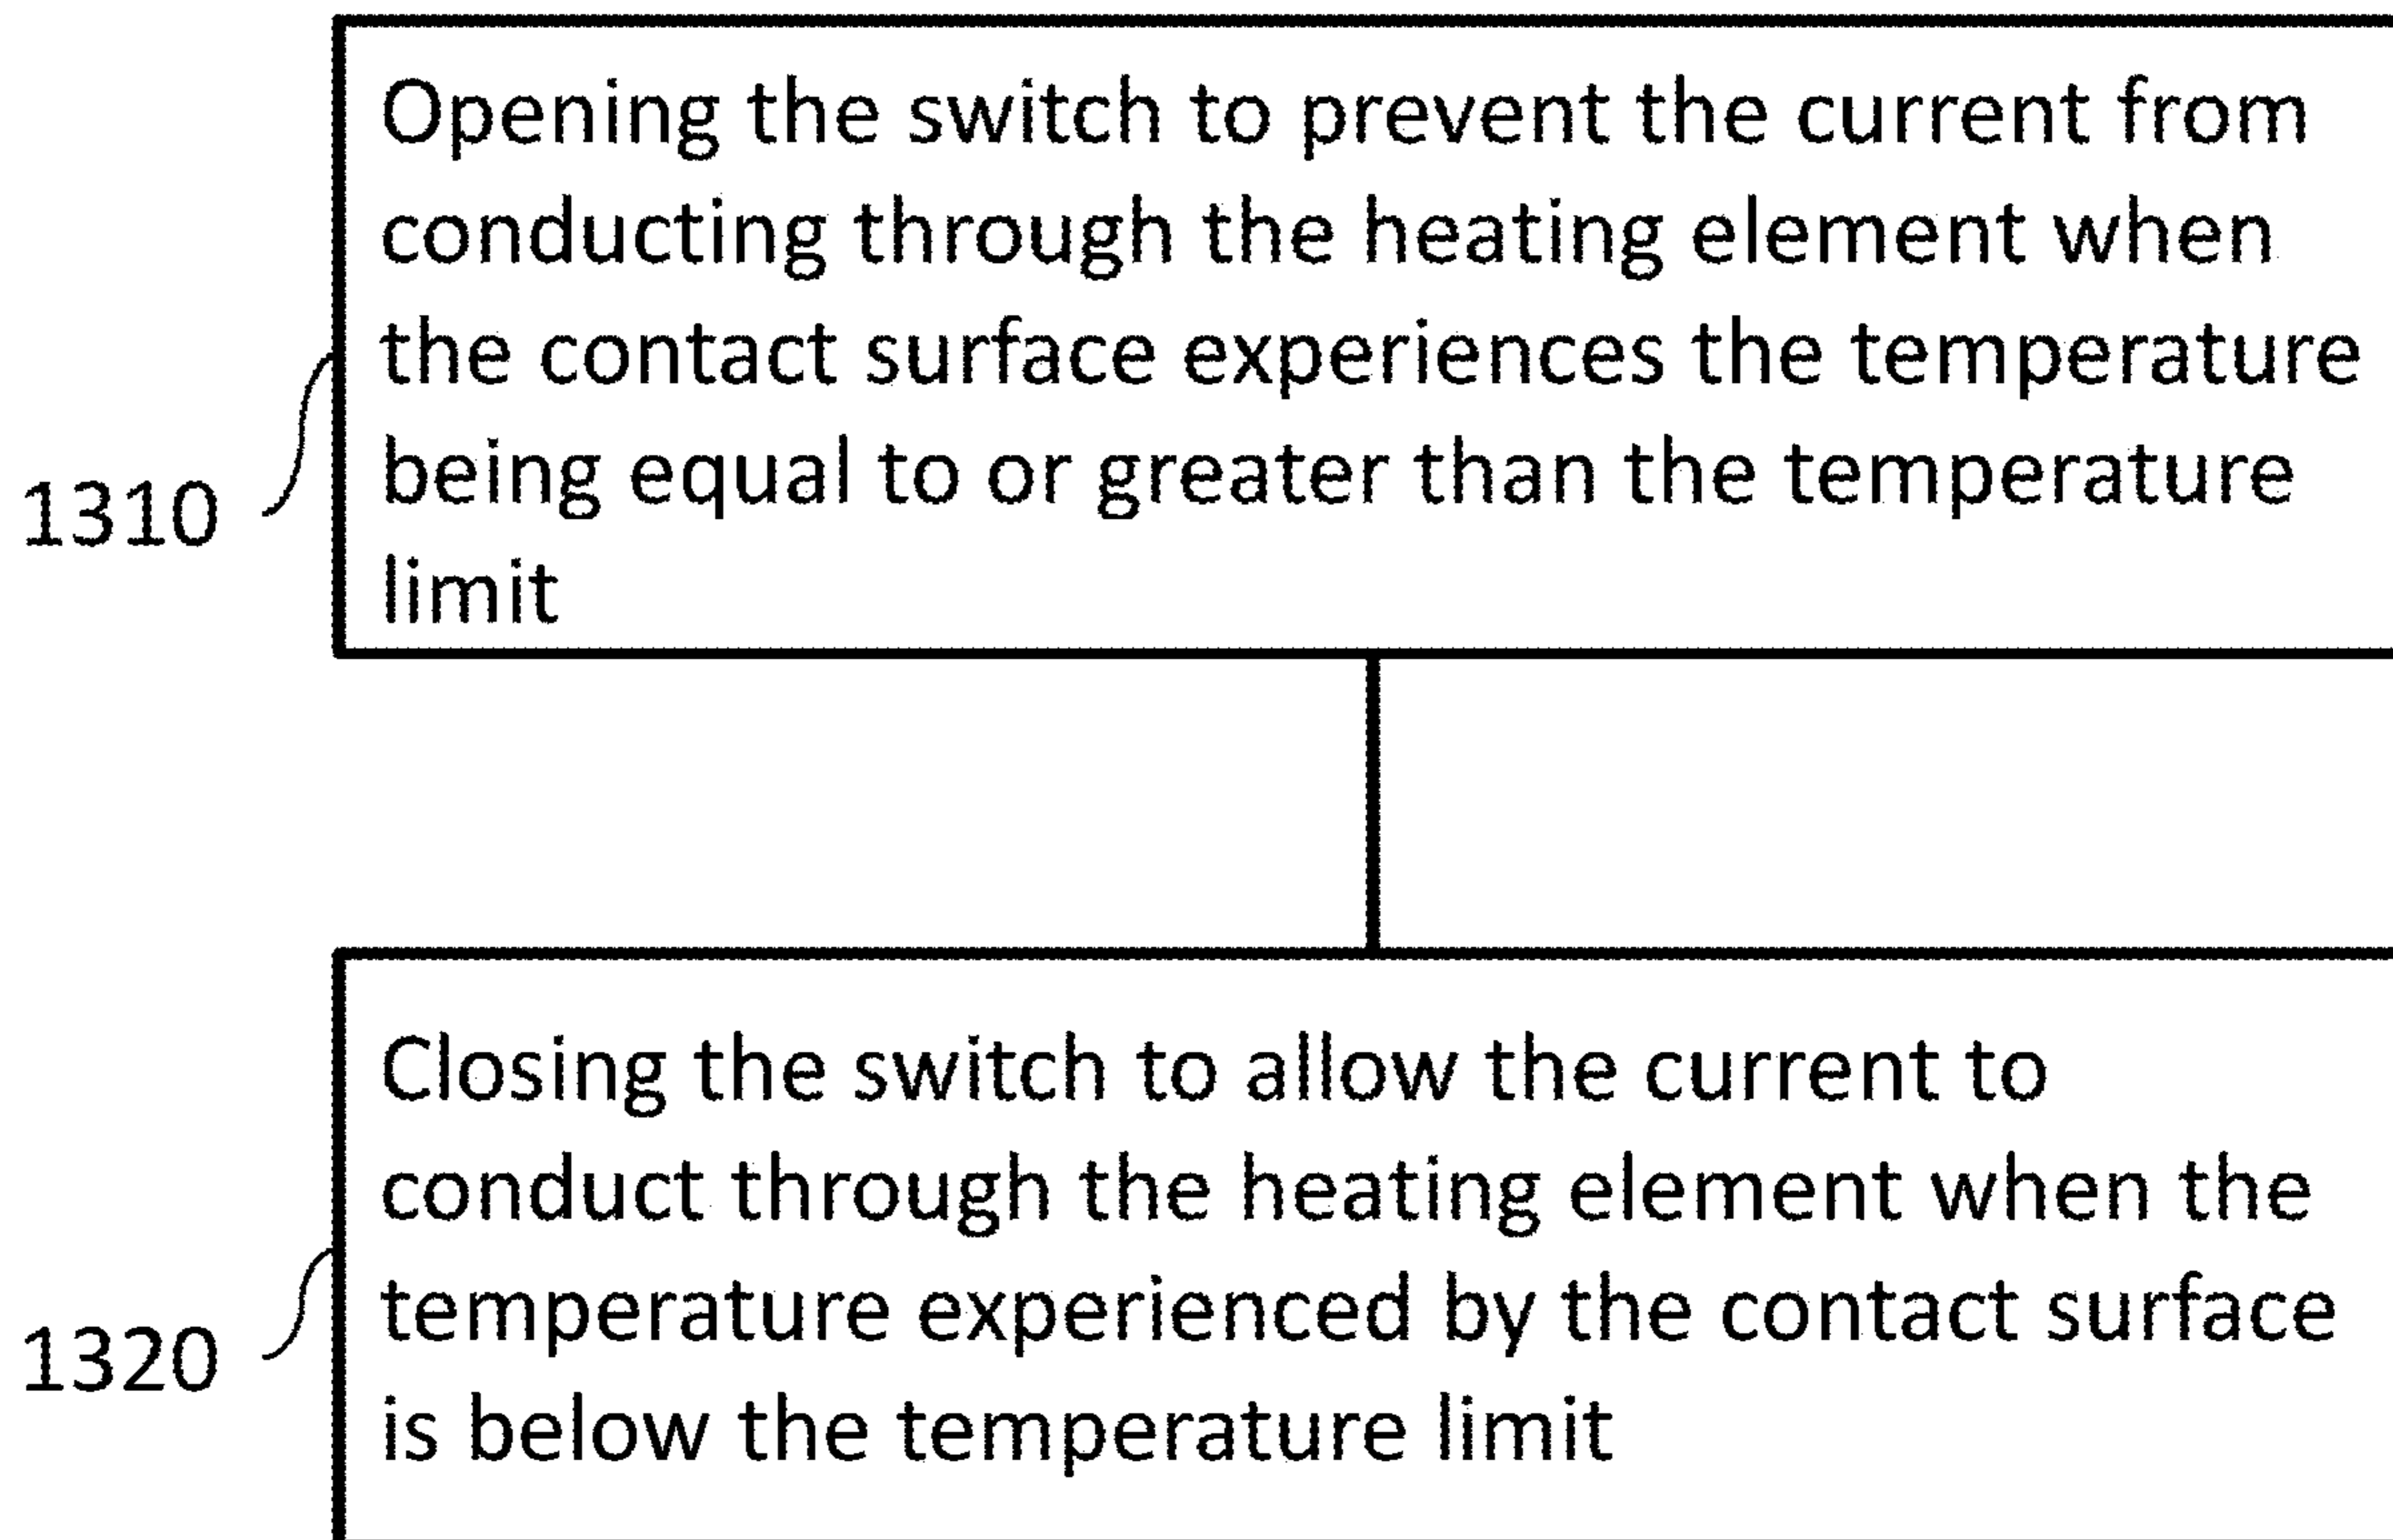 Opening the switch to prevent the current from
conducting through the heating element when
the contact surface experiences the temperature
being equal to or greater than the temperature
limit
1310
Closing the switch to allow the current to
conduct through the heating element when the
temperature experienced by the contact surface
is below the temperature limit
1320